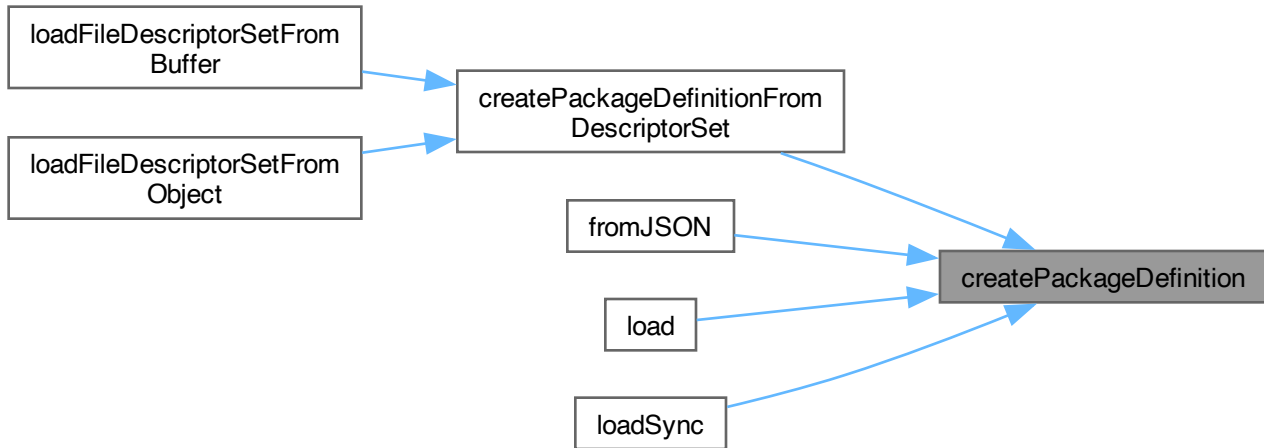 loadFileDescriptorSetFrom
Buffer
loadFileDescriptorSetFrom
Object
createPackageDefinitionFrom
DescriptorSet
fromJSON
load
loadSync
createPackageDefinition